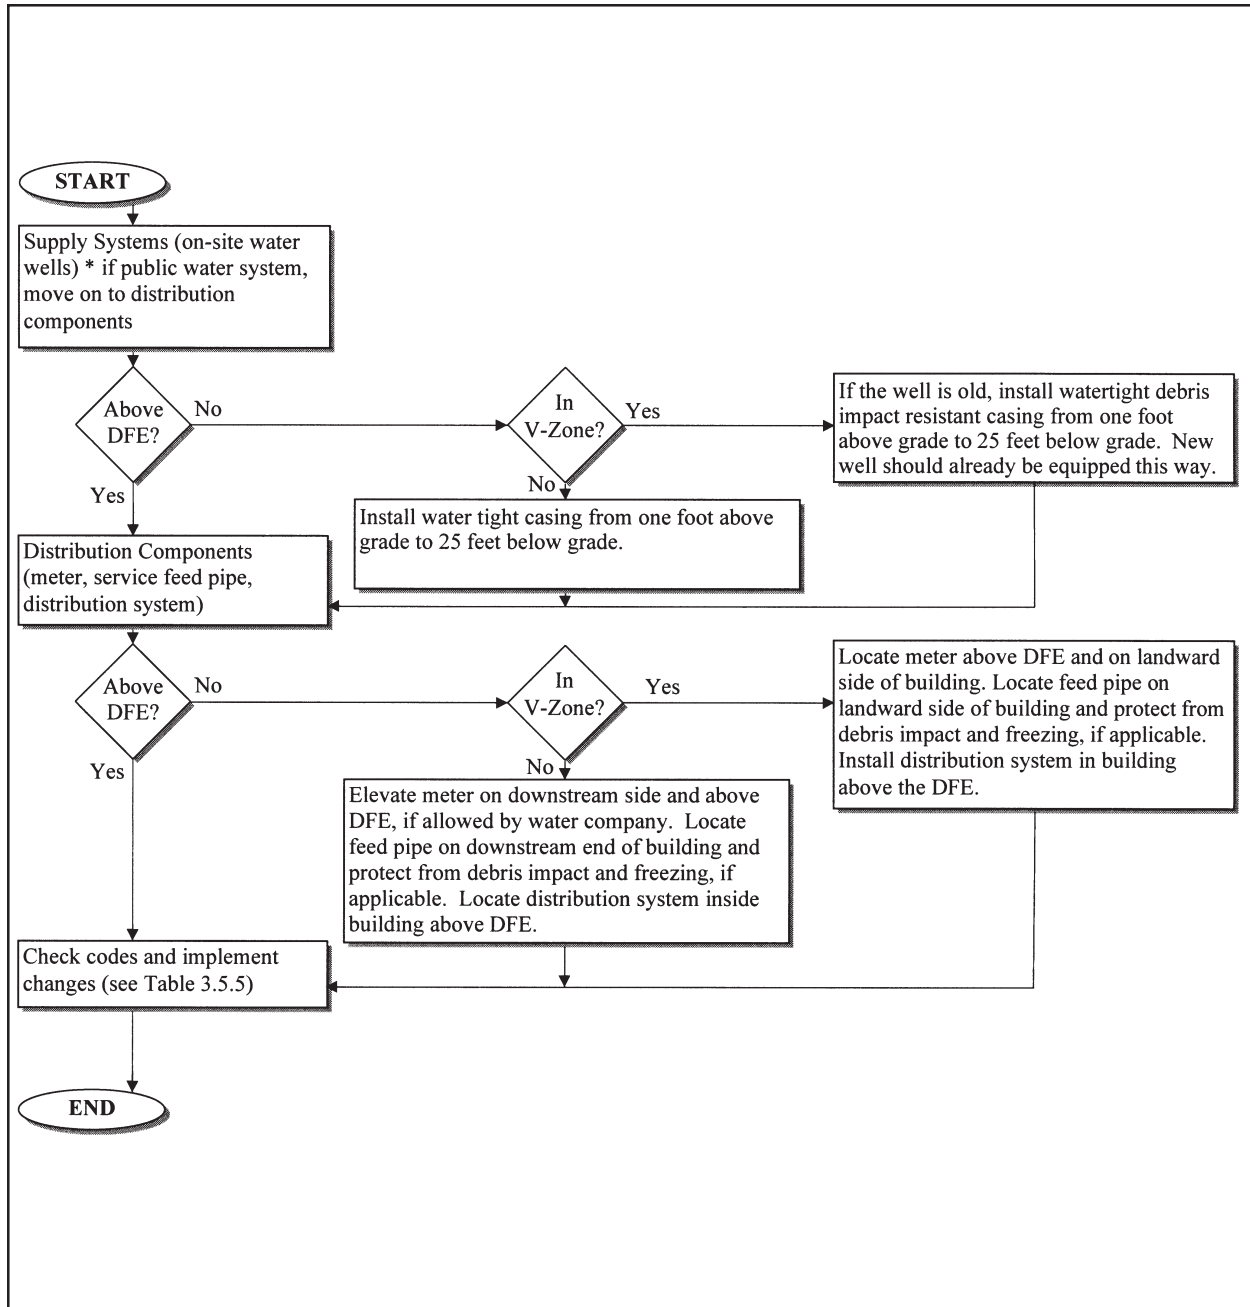 START
Supply Systems (on-site water
wells) * if public water system,
move on to distribution
components
Above
DFE?
No
In
V-Zone?
Yes
If the well is old, install watertight debris
impact resistant casing from one foot
above grade to 25 feet below grade.  New
well should already be equipped this way.
Yes
No
Install water tight casing from one foot above
grade to 25 feet below grade.
Distribution Components
(meter, service feed pipe,
distribution system)
Above
DFE?
No
In
V-Zone?
Yes
Locate meter above DFE and on landward
side of building. Locate feed pipe on
landward side of building and protect from
debris impact and freezing, if applicable.
Install distribution system in building
above the DFE.
Yes
No
Elevate meter on downstream side and above
DFE, if allowed by water company.  Locate
feed pipe on downstream end of building and
protect from debris impact and freezing, if
applicable.  Locate distribution system inside
building above DFE.
Check codes and implement
changes (see Table 3.5.5)
END